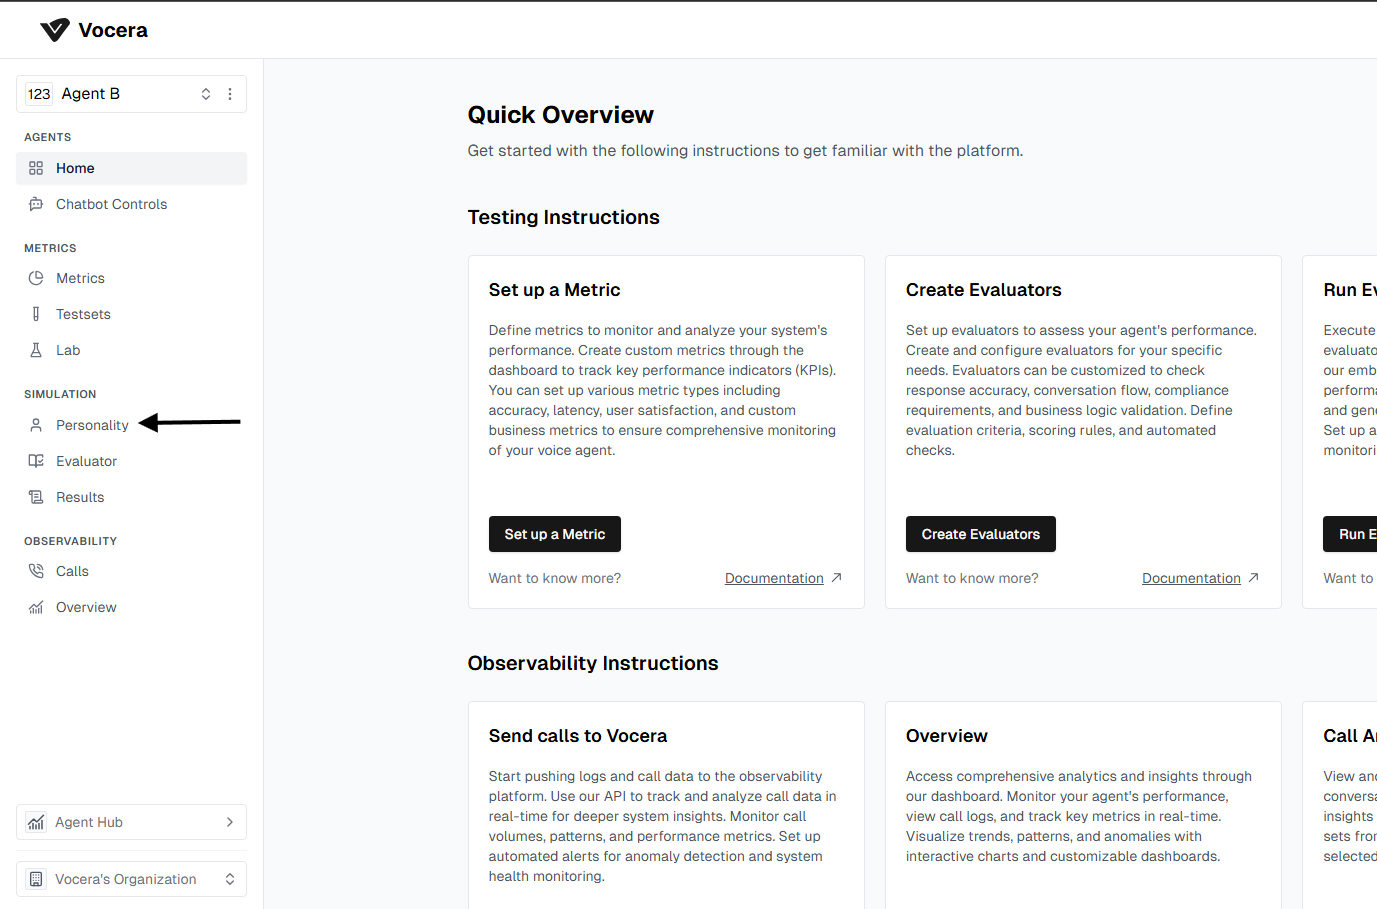 Vocera
123 Agent B
AGENTS
Home
Chatbot Controls
METRICS
Metrics
Testsets
Lab
SIMULATION
Personality
Evaluator
Results
OBSERVABILITY
Calls
Overview
Agent Hub
Vocera's Organization
Quick Overview
Get started with the following instructions to get familiar with the platform.
Testing Instructions
Set up a Metric
Define metrics to monitor and analyze your system's
performance. Create custom metrics through the
dashboard to track key performance indicators (KPIs).
You can set up various metric types including
accuracy, latency, user satisfaction, and custom
business metrics to ensure comprehensive monitoring
of your voice agent.
Set up a Metric
Want to know more? Documentation
Create Evaluators
Set up evaluators to assess your agent's performance.
Create and configure evaluators for your specific
needs. Evaluators can be customized to check
response accuracy, conversation flow, compliance
requirements, and business logic validation. Define
evaluation criteria, scoring rules, and automated
checks.
Create Evaluators
Want to know more? Documentation
Run Ev
Execute
evaluato
our emb
performa
and gene
Set up a
monitori
Run E
Want to
Observability Instructions
Send calls to Vocera
Start pushing logs and call data to the observability
platform. Use our API to track and analyze call data in
real-time for deeper system insights. Monitor call
volumes, patterns, and performance metrics. Set up
automated alerts for anomaly detection and system
health monitoring.
Overview
Access comprehensive analytics and insights through
our dashboard. Monitor your agent's performance,
view call logs, and track key metrics in real-time.
Visualize trends, patterns, and anomalies with
interactive charts and customizable dashboards.
Call A
View and
conversa
insights
sets fron
selected